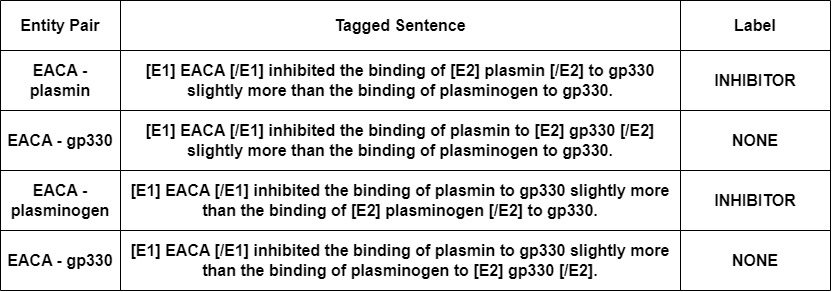 Entity Pair Tagged Sentence Label
EACA -
plasmin
[E1] EACA [/E1] inhibited the binding of [E2] plasmin [/E2] to gp330
slightly more than the binding of plasminogen to gp330.
INHIBITOR
EACA - gp330
[E1] EACA [/E1] inhibited the binding of plasmin to [E2] gp330 [/E2]
slightly more than the binding of plasminogen to gp330.
NONE
EACA -
plasminogen
[E1] EACA [/E1] inhibited the binding of plasmin to gp330 slightly more
than the binding of [E2] plasminogen [/E2] to gp330.
INHIBITOR
EACA - gp330
[E1] EACA [/E1] inhibited the binding of plasmin to gp330 slightly more
than the binding of plasminogen to [E2] gp330 [/E2].
NONE